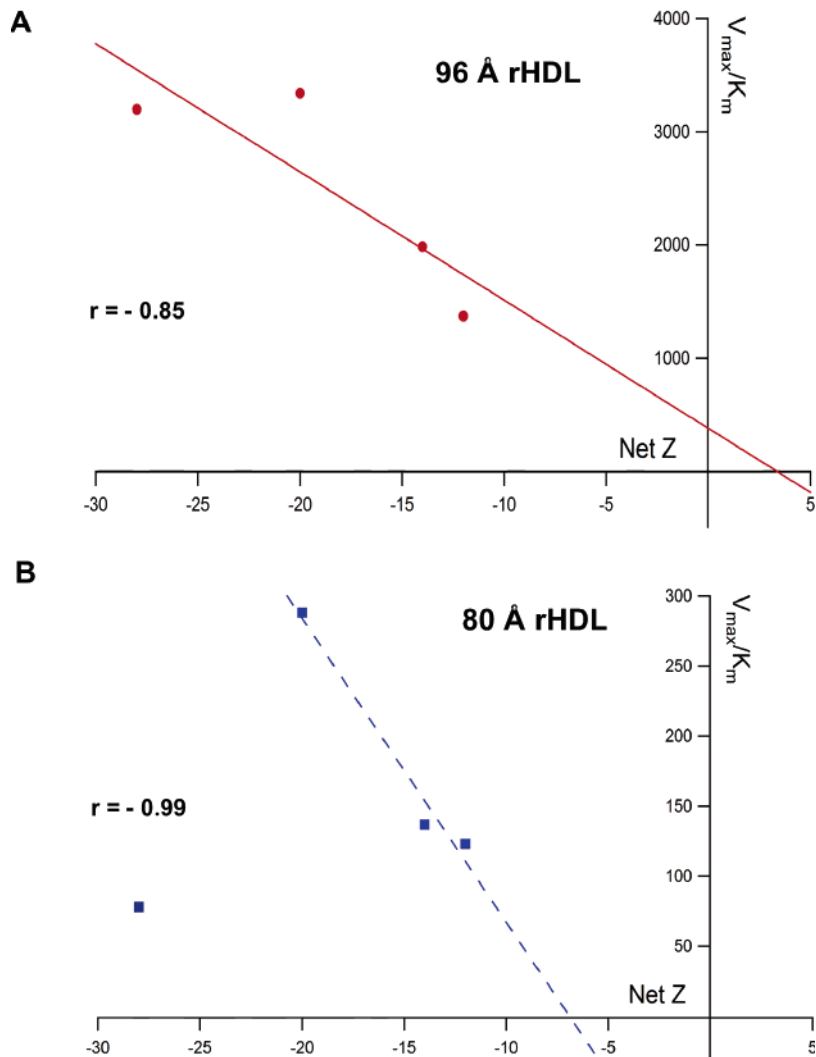 A
4000
Vmax/Km
96 Å rHDL
3000
2000
r = - 0.85
1000
Net Z
-30 -25 -20 -15 -10 -5 5
B
300
Vmax/Km
80 Å rHDL
250
200
r = - 0.99
150
100
50
Net Z
-30 -25 -20 -15 -10 -5 5